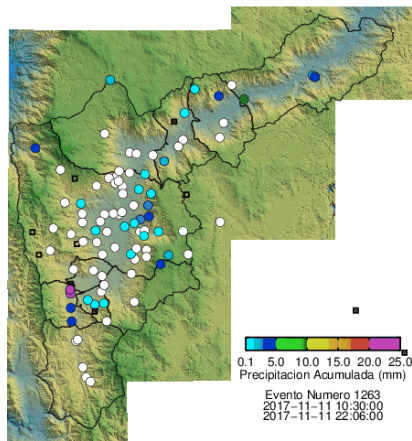 0.1 5.0 10.0 15.0 20.0 25.0
Precipitacion Acumulada (mm)
Evento Numero 1263
2017-11-11 10:30:00
2017-11-11 22:06:00